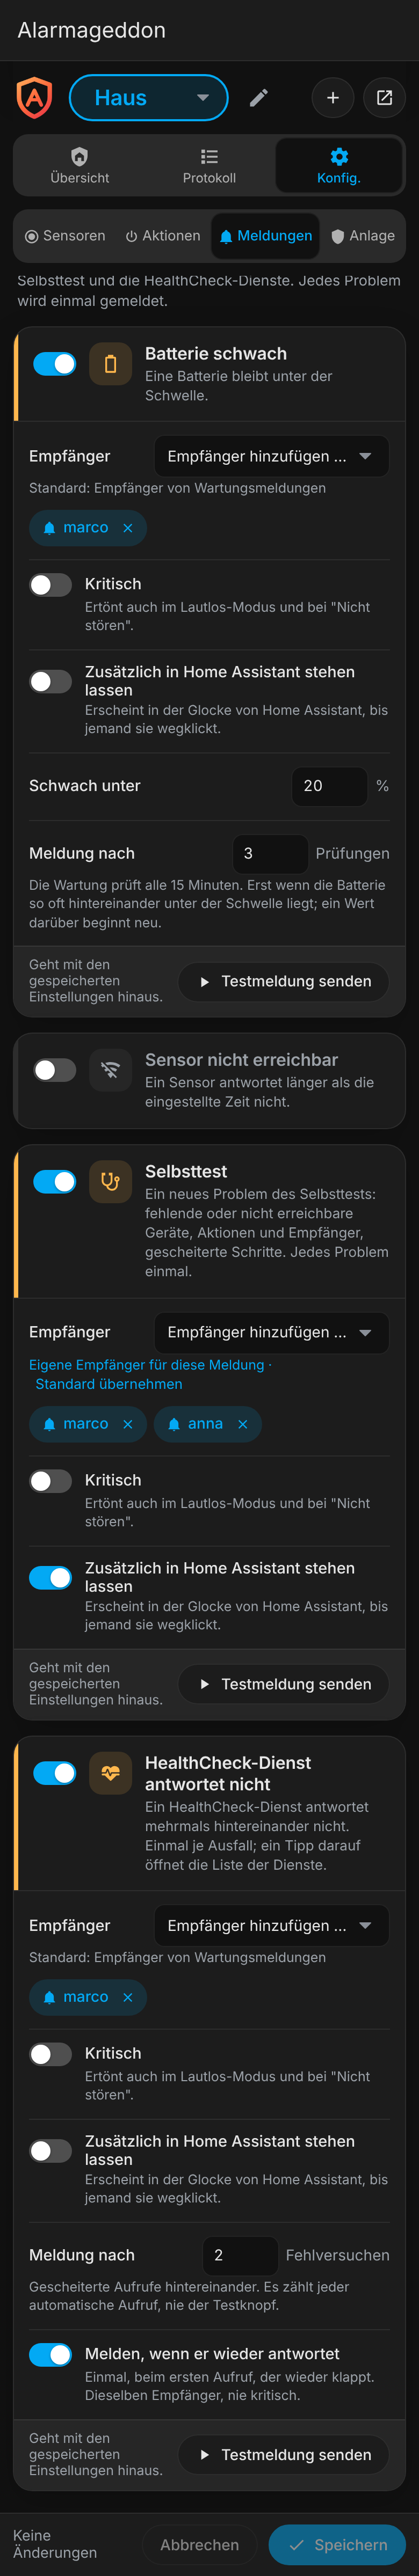 Alarmageddon
Haus
Übersicht
Protokoll
Konfig.
Sensoren
Aktionen
Meldungen
Anlage
Selbsttest und die HealthCheck-Dienste. Jedes Problem
wird einmal gemeldet.
Batterie schwach
Eine Batterie bleibt unter der
Schwelle.
Empfänger
Empfänger hinzufügen ...
Standard: Empfänger von Wartungsmeldungen
marco
Kritisch
Ertönt auch im Lautlos-Modus und bei "Nicht
stören".
Zusätzlich in Home Assistant stehen
lassen
Erscheint in der Glocke von Home Assistant, bis
jemand sie wegklickt.
Schwach unter
20
%
Meldung nach
3
Prüfungen
Die Wartung prüft alle 15 Minuten. Erst wenn die Batterie
so oft hintereinander unter der Schwelle liegt; ein Wert
darüber beginnt neu.
Geht mit den
gespeicherten
Einstellungen hinaus.
Testmeldung senden
Sensor nicht erreichbar
Ein Sensor antwortet länger als die
eingestellte Zeit nicht.
Selbsttest
Ein neues Problem des Selbsttests:
fehlende oder nicht erreichbare
Geräte, Aktionen und Empfänger,
gescheiterte Schritte. Jedes Problem
einmal.
Empfänger
Empfänger hinzufügen ...
Eigene Empfänger für diese Meldung ·
Standard übernehmen
marco
anna
Kritisch
Ertönt auch im Lautlos-Modus und bei "Nicht
stören".
Zusätzlich in Home Assistant stehen
lassen
Erscheint in der Glocke von Home Assistant, bis
jemand sie wegklickt.
Geht mit den
gespeicherten
Einstellungen hinaus.
Testmeldung senden
HealthCheck-Dienst
antwortet nicht
Ein HealthCheck-Dienst antwortet
mehrmals hintereinander nicht.
Einmal je Ausfall; ein Tipp darauf
öffnet die Liste der Dienste.
Empfänger
Empfänger hinzufügen ...
Standard: Empfänger von Wartungsmeldungen
marco
Kritisch
Ertönt auch im Lautlos-Modus und bei "Nicht
stören".
Zusätzlich in Home Assistant stehen
lassen
Erscheint in der Glocke von Home Assistant, bis
jemand sie wegklickt.
Meldung nach
2
Fehlversuchen
Gescheiterte Aufrufe hintereinander. Es zählt jeder
automatische Aufruf, nie der Testknopf.
Melden, wenn er wieder antwortet
Einmal, beim ersten Aufruf, der wieder klappt.
Dieselben Empfänger, nie kritisch.
Geht mit den
gespeicherten
Einstellungen hinaus.
Testmeldung senden
Keine
Änderungen
Abbrechen
Speichern